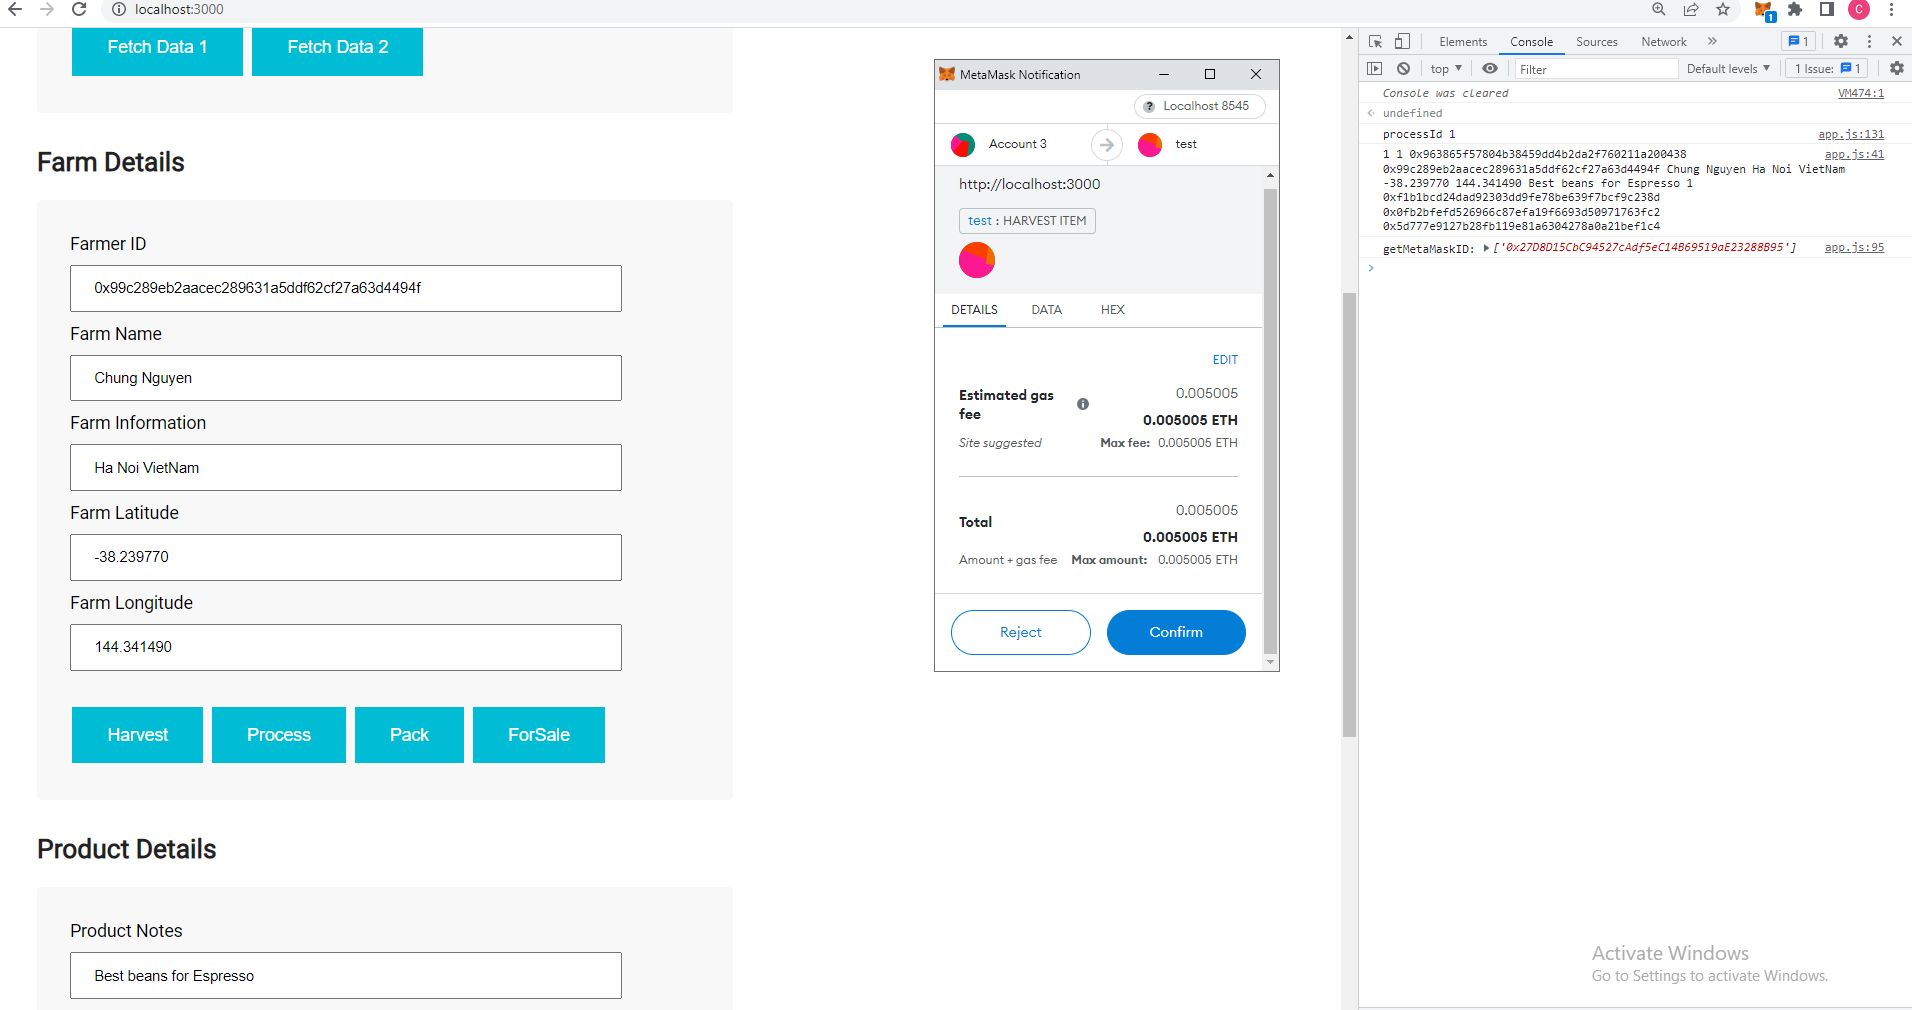 localhost:3000
1
C
Fetch Data 1
Fetch Data 2
Farm Details
Farmer ID
0x99c289eb2aacec289631a5ddf62cf27a63d4494f
Farm Name
Chung Nguyen
Farm Information
Ha Noi VietNam
Farm Latitude
-38.239770
Farm Longitude
144.341490
Harvest
Process
Pack
ForSale
Product Details
Product Notes
Best beans for Espresso
MetaMask Notification
Localhost 8545
Account 3
test
http://localhost:3000
test : HARVEST ITEM
DETAILS
DATA
HEX
EDIT
Estimated gas
fee
0.005005
0.005005 ETH
Site suggested
Max fee: 0.005005 ETH
Total
0.005005
0.005005 ETH
Amount + gas fee
Max amount: 0.005005 ETH
Reject
Confirm
Elements
Console
Sources
Network
1
top
Filter
Default levels
1 Issue: 1
Console was cleared
VM474:1
undefined
processId 1
app.js:131
1 1 0x963865f57804b38459dd4b2da2f760211a200438
app.js:41
0x99c289eb2aacec289631a5ddf62cf27a63d4494f Chung Nguyen Ha Noi VietNam
-38.239770 144.341490 Best beans for Espresso 1
0xf1b1bcd24dad92303dd9fe78be639f7bcf9c238d
0x0fb2bfefd526966c87efa19f6693d50971763fc2
0x5d777e9127b28fb119e81a6304278a0a21bef1c4
getMetaMaskID: ['0x27D8D15CbC94527cAdf5eC14B69519aE23288B95']
app.js:95
Activate Windows
Go to Settings to activate Windows.